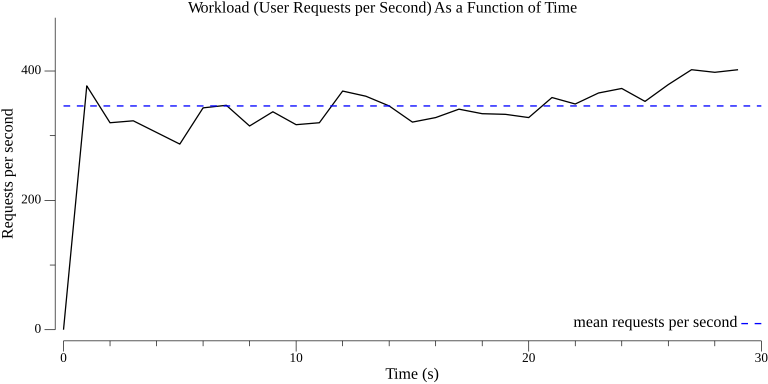 Workload (User Requests per Second) As a Function of Time
Requests per second
400
200
0
mean requests per second
0 10 20 30
Time (s)